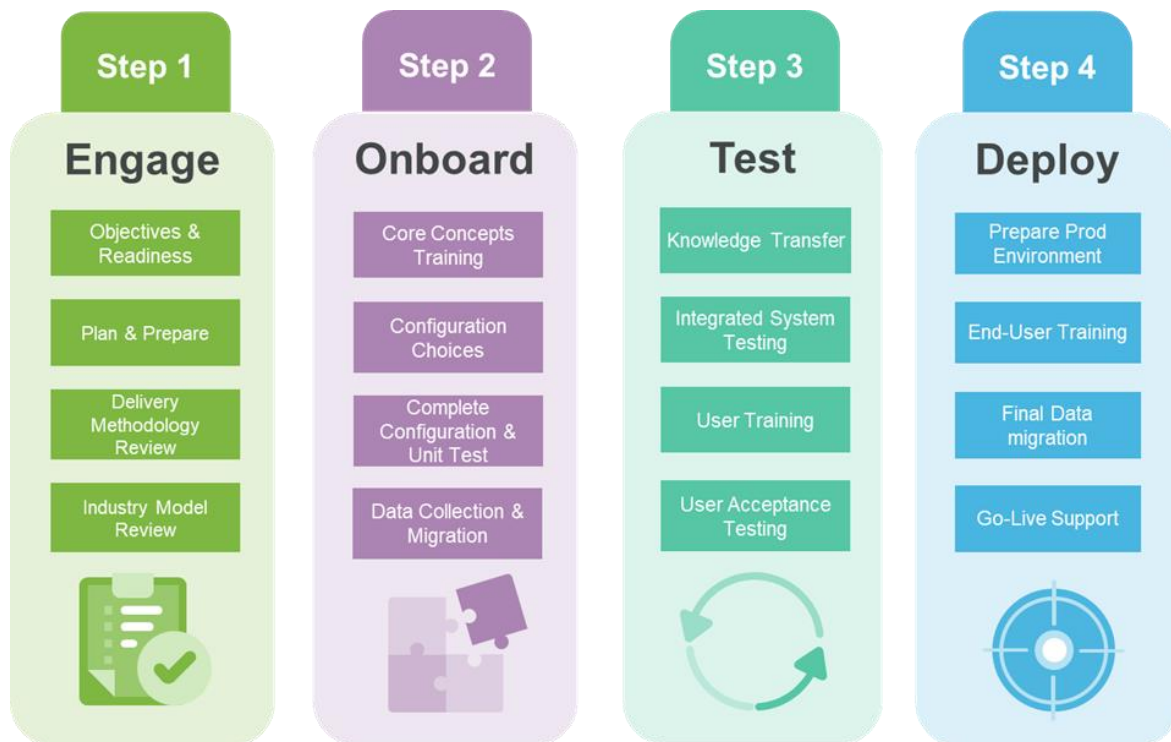 Step 1
Engage
Objectives &
Readiness
Plan & Prepare
Delivery
Methodology
Review
Industry Model
Review
Step 2
Onboard
Core Concepts
Training
Configuration
Choices
Complete
Configuration &
Unit Test
Data Collection &
Migration
Step 3
Test
Knowledge Transfer
Integrated System
Testing
User Training
User Acceptance
Testing
Step 4
Deploy
Prepare Prod
Environment
End-User Training
Final Data
migration
Go-Live Support